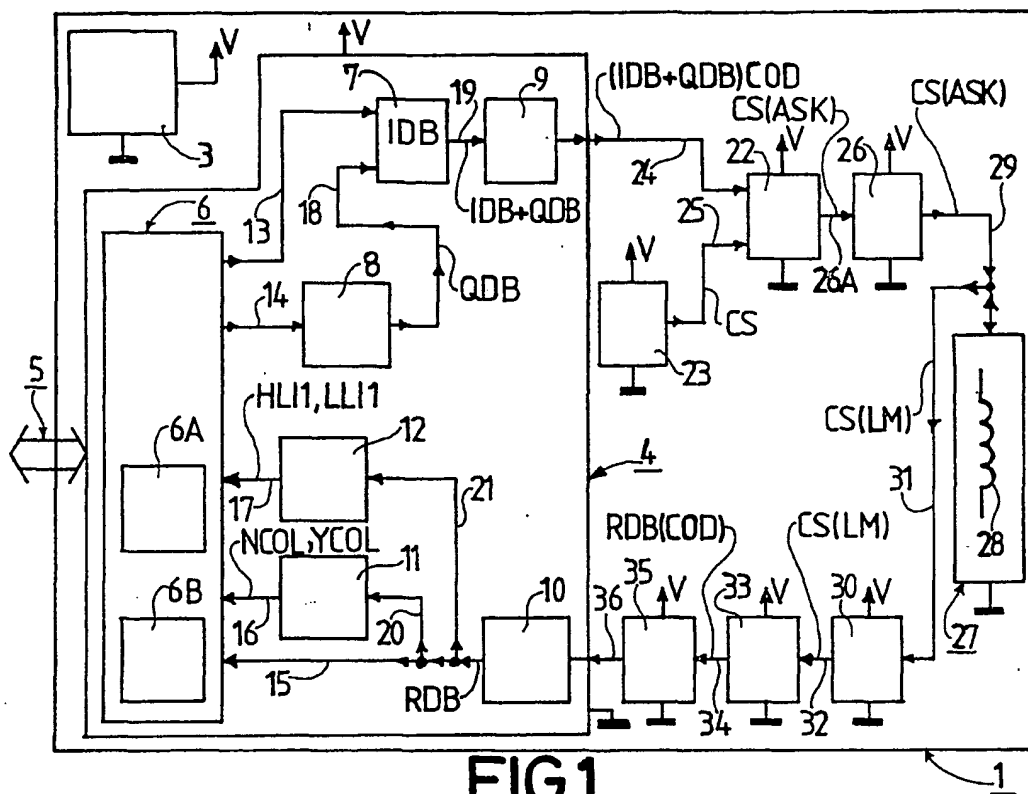 V
V
3
7
IDB
19
9
(IDB+QDB)COD
CS(ASK)
CS(ASK)
V
V
22
26
29
24
6
13
18
IDB+QDB
25
26A
8
QDB
V
14
CS
23
5
HLI1,LLI1
6A
12
4
CS(LM)
17
21
31
NCOL,YCOL
RDB(COD)
CS(LM)
28
11
10
36
35
V
33
V
30
V
6B
16
20
27
15
RDB
34
32
FIG1
1